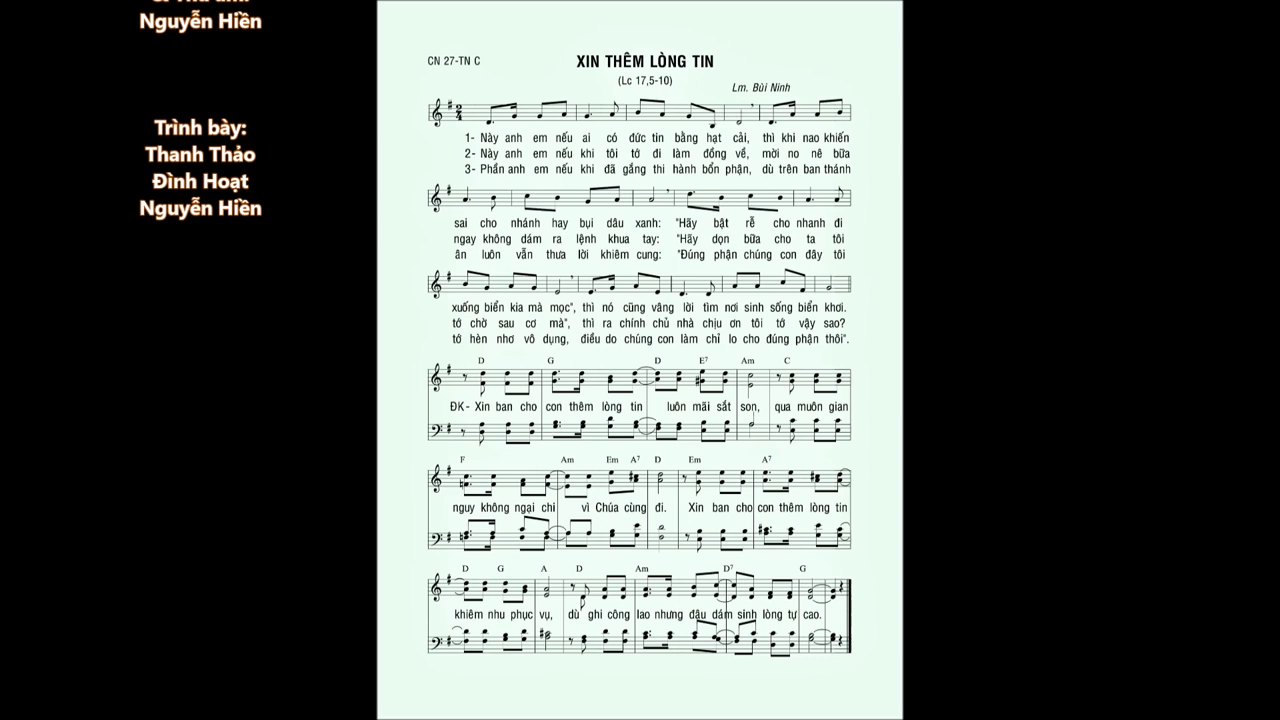 Nguyễn Hiền
Trình bày:
Thanh Thảo
Đình Hoạt
Nguyễn Hiền
CN 27-TN C
XIN THÊM LÒNG TIN
(Lc 17,5-10)
Lm. Bùi Ninh
1- Này anh em nếu ai có đức tin bằng hạt cải, thì khi nao khiến
2- Này anh em nếu khi tôi tớ đi làm đồng về, mời no nê bữa
3- Phần anh em nếu khi đã gắng thi hành bổn phận, dù trên ban thánh
sai cho nhánh hay bụi dâu xanh: "Hãy bật rễ cho nhanh đi
ngay không dám ra lệnh khua tay: "Hãy dọn bữa cho ta tôi
ân luôn vẫn thưa lời khiêm cung: "Đúng phận chúng con đây tôi
xuống biển kia mà mọc", thì nó cũng vâng lời tìm nơi sinh sống biển khơi.
tớ chờ sau cơ mà", thì ra chính chủ nhà chịu ơn tôi tớ vậy sao?
tớ hèn nhơ vô dụng, điều do chúng con làm chỉ lo cho đúng phận thôi".
D G D E7 Am C
ĐK- Xin ban cho con thêm lòng tin luôn mãi sắt son, qua muôn gian
F Am Em A7 D Em A7
nguy không ngại chi vì Chúa cùng đi. Xin ban cho con thêm lòng tin
D G A D Am D7 G
khiêm nhu phục vụ, dù ghi công lao nhưng đâu dám sinh lòng tự cao.